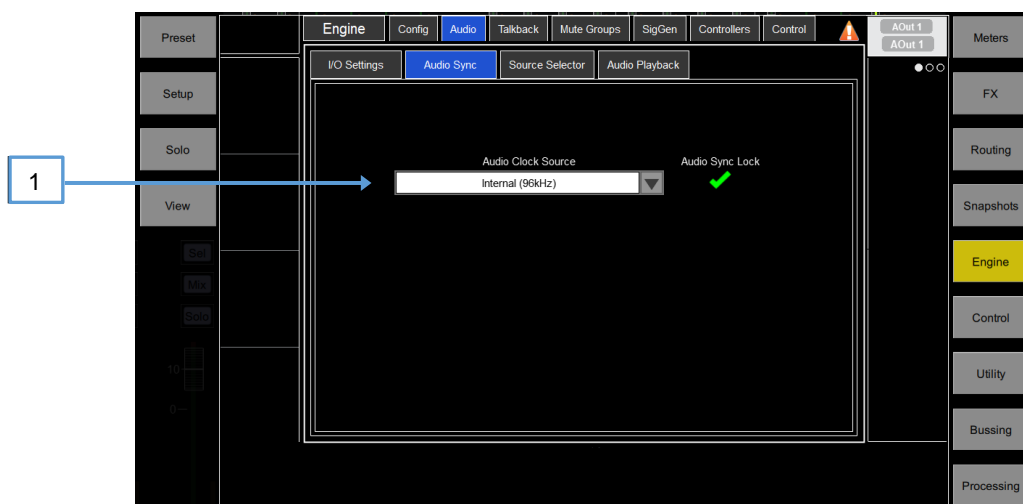 Preset
Setup
Solo
View
Sel
Mix
Solo
10
0
1
Engine Config Audio Talkback Mute Groups SigGen Controllers Control
I/O Settings Audio Sync Source Selector Audio Playback
Audio Clock Source Audio Sync Lock
Internal (96kHz)
AOut 1
AOut 1
Meters
FX
Routing
Snapshots
Engine
Control
Utility
Bussing
Processing